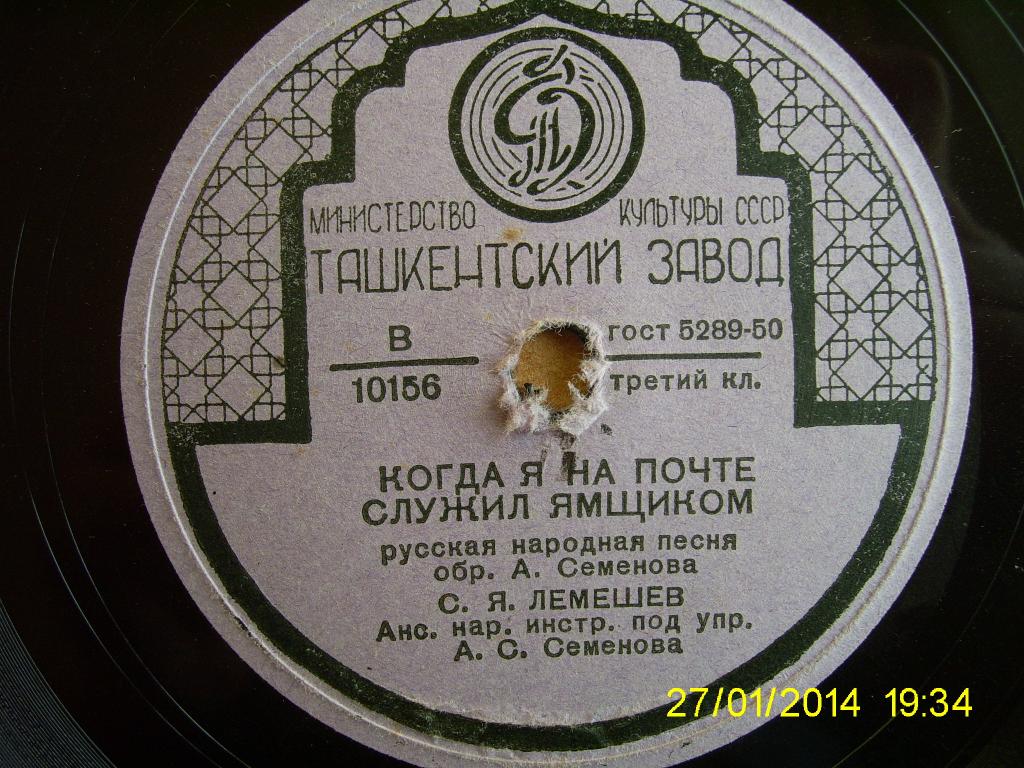 МИНИСТЕРСТВО КУЛЬТУРЫ СССР
ТАШКЕНТСКИЙ ЗАВОД
В
10156
ГОСТ 5289-50
третий кл.
КОГДА Я НА ПОЧТЕ
СЛУЖИЛ ЯМЩИКОМ
русская народная песня
обр. А. Семенова
С. Я. ЛЕМЕШЕВ
Анс. нар. инстр. под упр.
А. С. Семенова
27/01/2014 19:34